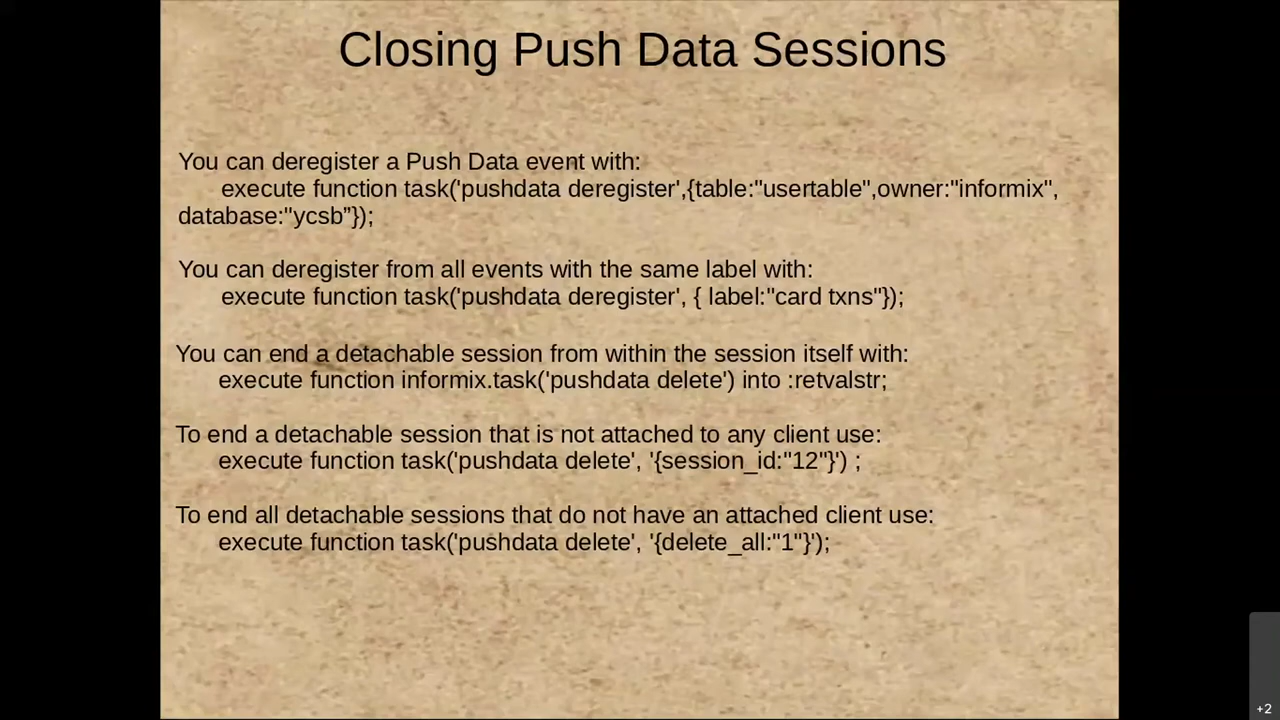 Closing Push Data Sessions
You can deregister a Push Data event with:
execute function task('pushdata deregister',{table:"usertable",owner:"informix",
database:"ycsb”});
You can deregister from all events with the same label with:
execute function task('pushdata deregister', { label:"card txns"});
You can end a detachable session from within the session itself with:
execute function informix.task('pushdata delete') into :retvalstr;
To end a detachable session that is not attached to any client use:
execute function task('pushdata delete', '{session_id:"12"}') ;
To end all detachable sessions that do not have an attached client use:
execute function task('pushdata delete', '{delete_all:"1"}');
+2